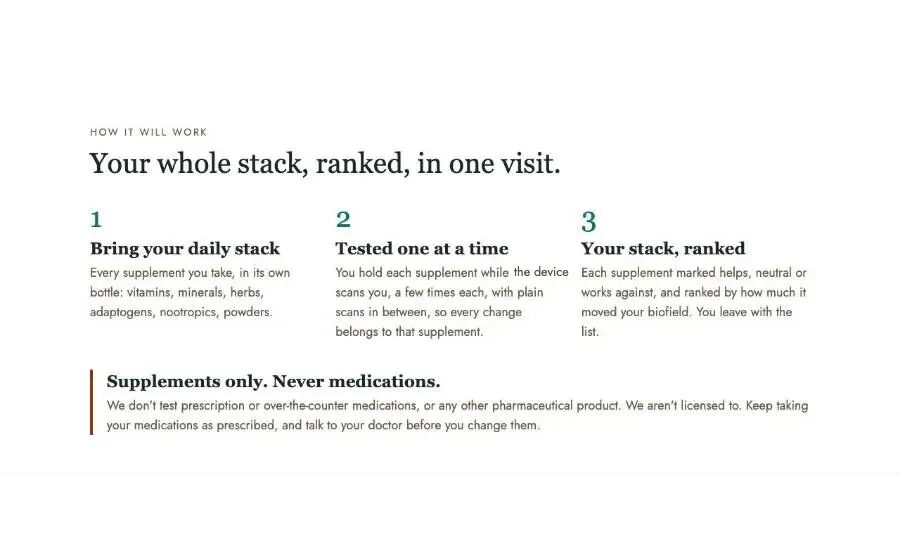 HOW IT WILL WORK
Your whole stack, ranked, in one visit.
1
Bring your daily stack
Every supplement you take, in its own
bottle: vitamins, minerals, herbs,
adaptogens, nootropics, powders.
2
Tested one at a time
You hold each supplement while the device
scans you, a few times each, with plain
scans in between, so every change
belongs to that supplement.
3
Your stack, ranked
Each supplement marked helps, neutral or
works against, and ranked by how much it
moved your biofield. You leave with the
list.
Supplements only. Never medications.
We don't test prescription or over-the-counter medications, or any other pharmaceutical product. We aren't licensed to. Keep taking
your medications as prescribed, and talk to your doctor before you change them.